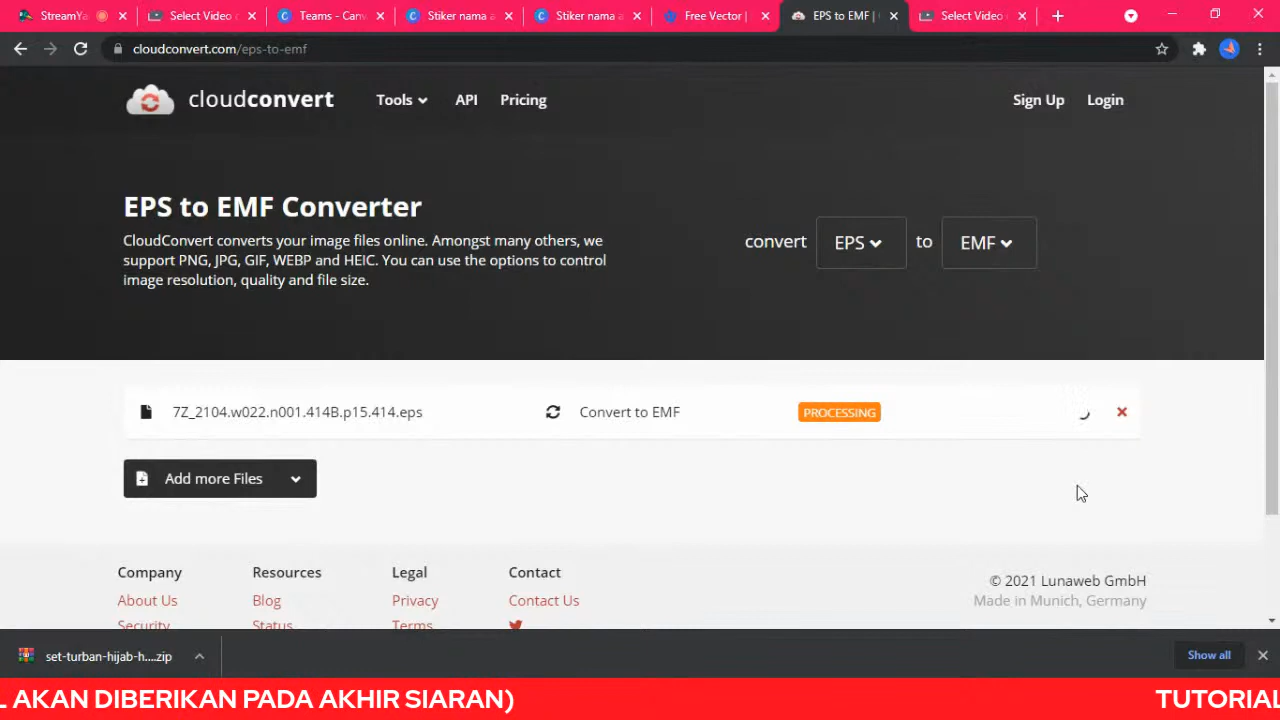 StreamYa
Select Video
Teams - Canv
Stiker nama a
Stiker nama a
Free Vector |
EPS to EMF |
Select Video
cloudconvert.com/eps-to-emf
cloudconvert
Tools
API
Pricing
Sign Up
Login
EPS to EMF Converter
CloudConvert converts your image files online. Amongst many others, we
support PNG, JPG, GIF, WEBP and HEIC. You can use the options to control
image resolution, quality and file size.
convert EPS to EMF
7Z_2104.w022.n001.414B.p15.414.eps
Convert to EMF
PROCESSING
Add more Files
Company
Resources
Legal
Contact
© 2021 Lunaweb GmbH
About Us
Blog
Privacy
Contact Us
Made in Munich, Germany
Security
Status
Terms
set-turban-hijab-h....zip
Show all
L AKAN DIBERIKAN PADA AKHIR SIARAN)
TUTORIAL